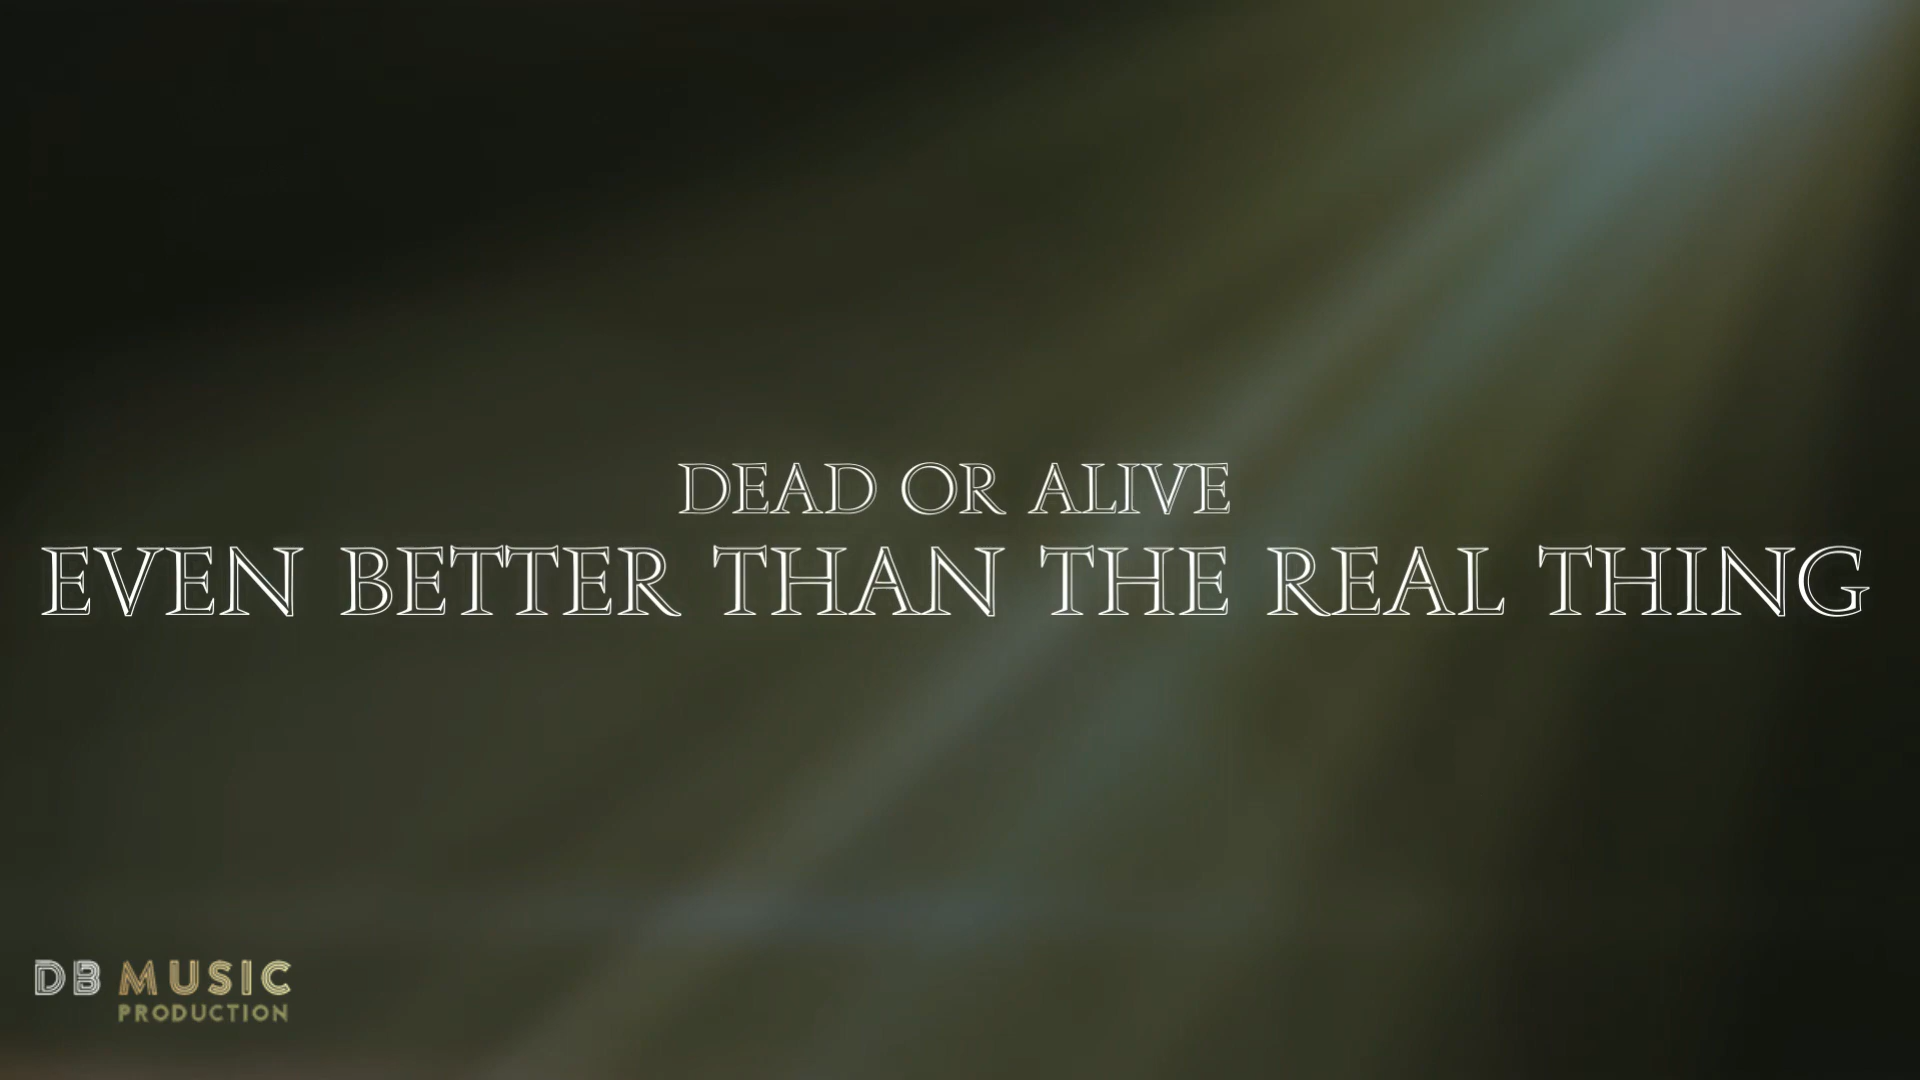 DEAD OR ALIVE
EVEN BETTER THAN THE REAL THING
DB MUSIC
PRODUCTION